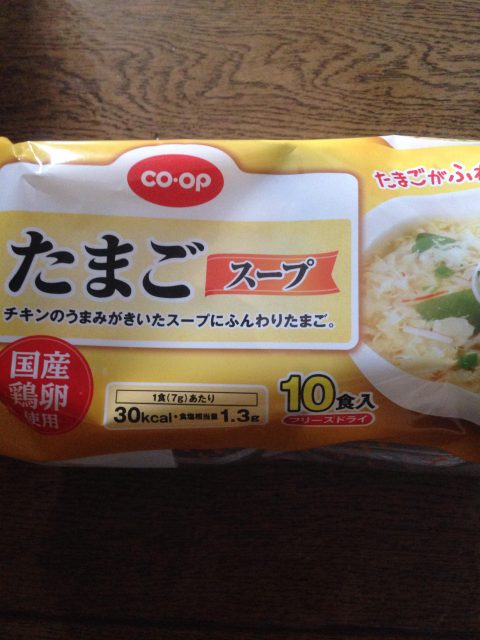 CO·OP
たまごがふ
たまご
スープ
チキンのうまみがきいたスープにふんわりたまご。
国産
鶏卵
使用
1食(7g)あたり
30kcal・食塩相当量1.3g
10食入
フリーズドライ